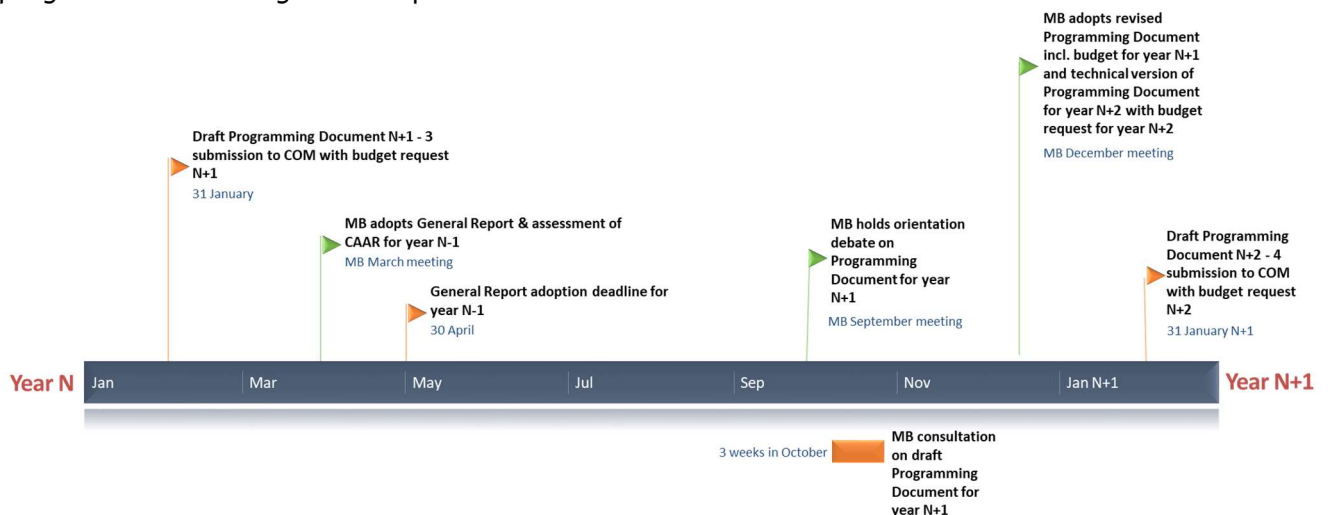 MB adopts revised
Programming Document
incl. budget for year N+1
and technical version of
Programming Document
for year N+2 with budget
request for year N+2
MB December meeting
Draft Programming Document N+1 - 3
submission to COM with budget request
N+1
31 January
MB adopts General Report & assessment of
CAAR for year N-1
MB March meeting
General Report adoption deadline for
year N-1
30 April
MB holds orientation
debate on
Programming
Document for year
N+1
MB September meeting
Draft Programming
Document N+2 - 4
submission to COM
with budget request
N+2
31 January N+1
Year N
Jan
Mar
May
Jul
Sep
Nov
Jan N+1
Year N+1
3 weeks in October
MB consultation
on draft
Programming
Document for
year N+1